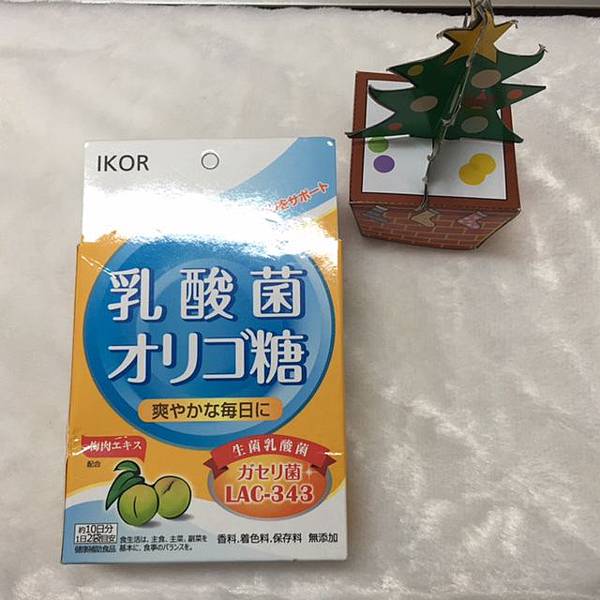 IKOR
をサポート
乳酸菌
オリゴ糖
爽やかな毎日に
梅肉エキス
配合
生菌乳酸菌
ガセリ菌
LAC-343
約10日分
1日2袋目安
健康補助食品
食生活は、主食、主菜、副菜を
基本に、食事のバランスを。
香料.着色料.保存料 無添加